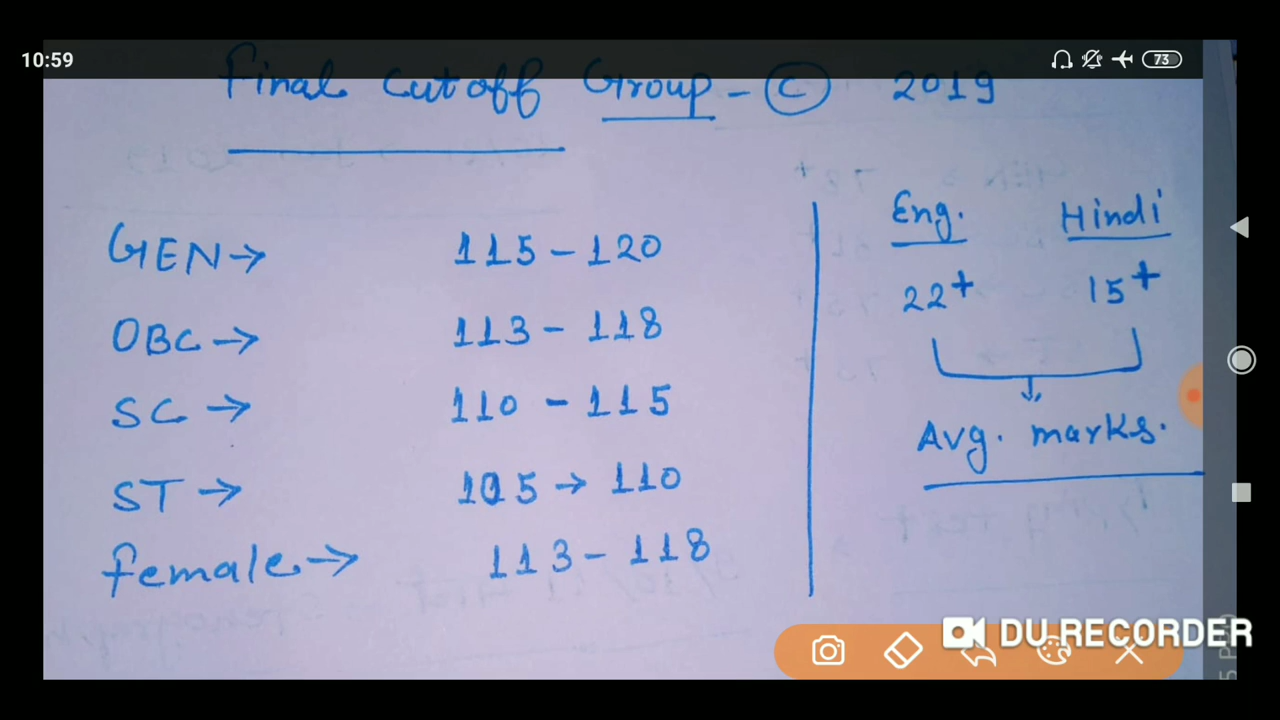 10:59
73
Final Cutoff Group - C 2019
GEN → 115 - 120
OBC → 113 - 118
SC → 110 - 115
ST → 105 → 110
female → 113 - 118
Eng. Hindi
22+ 15+
Avg. marks.
DU RECORDER